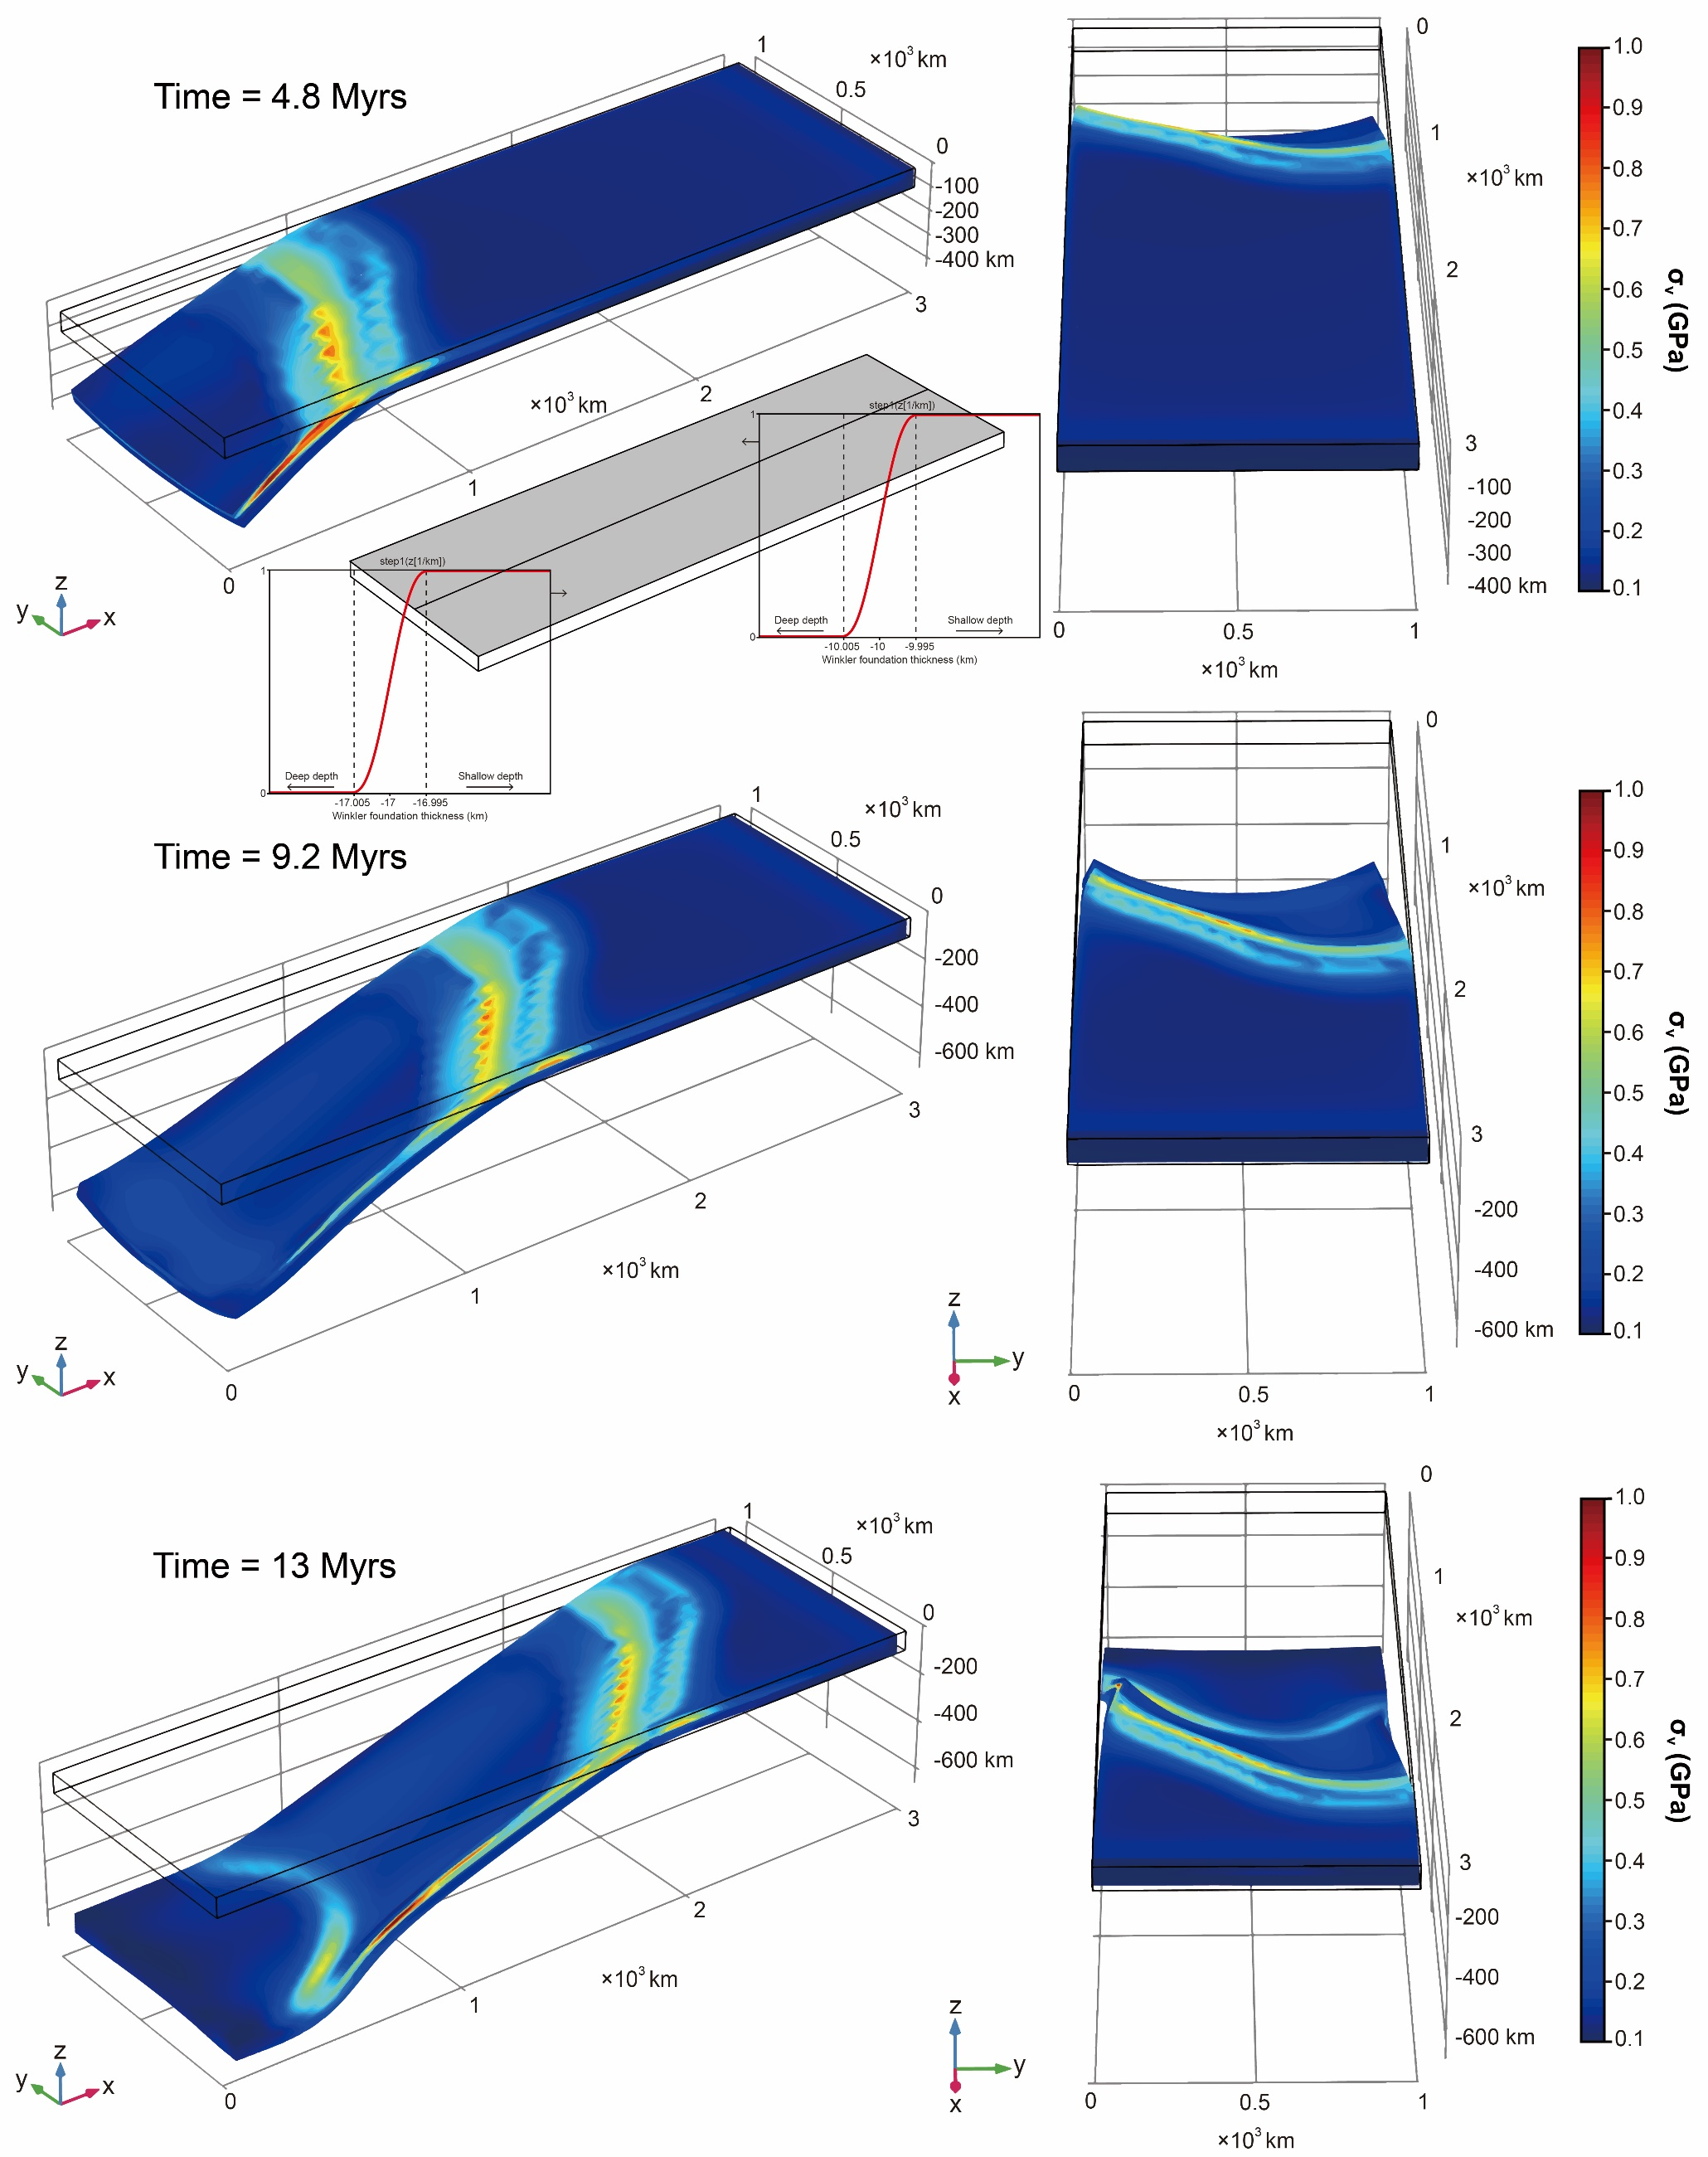 Time = 4.8 Myrs
1
×10³ km
0.5
0
-100
-200
-300
-400 km
3
2
×10³ km
1
0
z
y
x
0
1
×10³ km
2
3
-100
-200
-300
-400 km
0
0.5
1
×10³ km
1.0
0.9
0.8
0.7
0.6
0.5
0.4
0.3
0.2
0.1
σv (GPa)
step1(z[1/km])
1
0
Deep depth
Shallow depth
-10.005
-10
-9.995
Winkler foundation thickness (km)
step1(z[1/km])
1
0
Deep depth
Shallow depth
-17.005
-17
-16.995
Winkler foundation thickness (km)
Time = 9.2 Myrs
1
×10³ km
0.5
0
-200
-400
-600 km
3
2
×10³ km
1
0
z
y
x
z
y
x
0
1
×10³ km
2
3
-200
-400
-600 km
0
0.5
1
×10³ km
1.0
0.9
0.8
0.7
0.6
0.5
0.4
0.3
0.2
0.1
σv (GPa)
Time = 13 Myrs
1
×10³ km
0.5
0
-200
-400
-600 km
3
2
×10³ km
1
0
z
y
x
z
y
x
0
1
×10³ km
2
3
-200
-400
-600 km
0
0.5
1
×10³ km
1.0
0.9
0.8
0.7
0.6
0.5
0.4
0.3
0.2
0.1
σv (GPa)